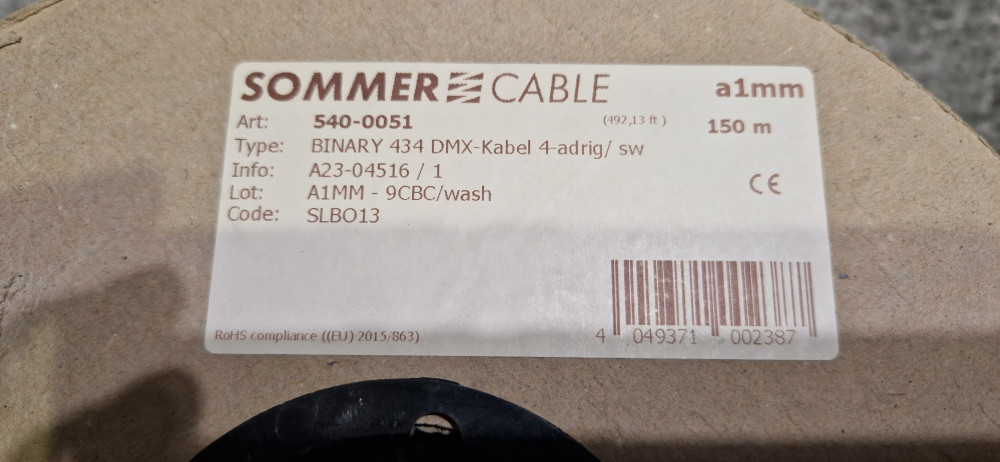 SOMMER CABLE a1mm
Art: 540-0051 (492,13 ft ) 150 m
Type: BINARY 434 DMX-Kabel 4-adrig/ sw
Info: A23-04516 / 1
Lot: A1MM - 9CBC/wash
CE
Code: SLBO13
RoHS compliance ((EU) 2015/863)
4 049371 002387